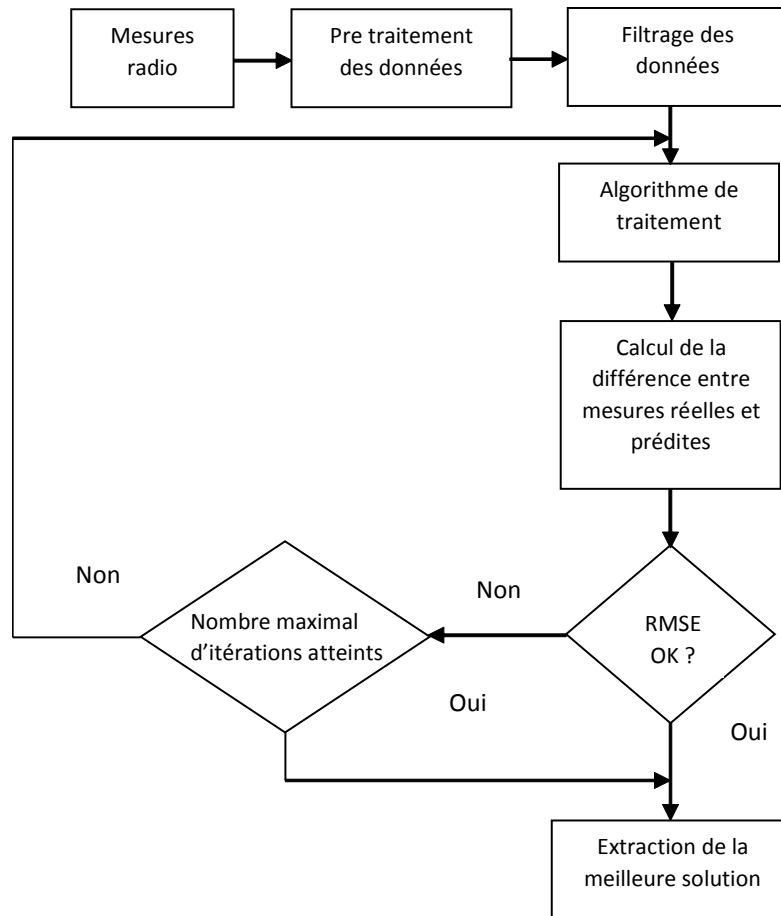 Mesures
radio
Pre traitement
des données
Filtrage des
données
Algorithme de
traitement
Calcul de la
différence entre
mesures réelles et
prédites
Non
Nombre maximal
d'itérations atteints
Non
RMSE
OK ?
Oui
Oui
Extraction de la
meilleure solution